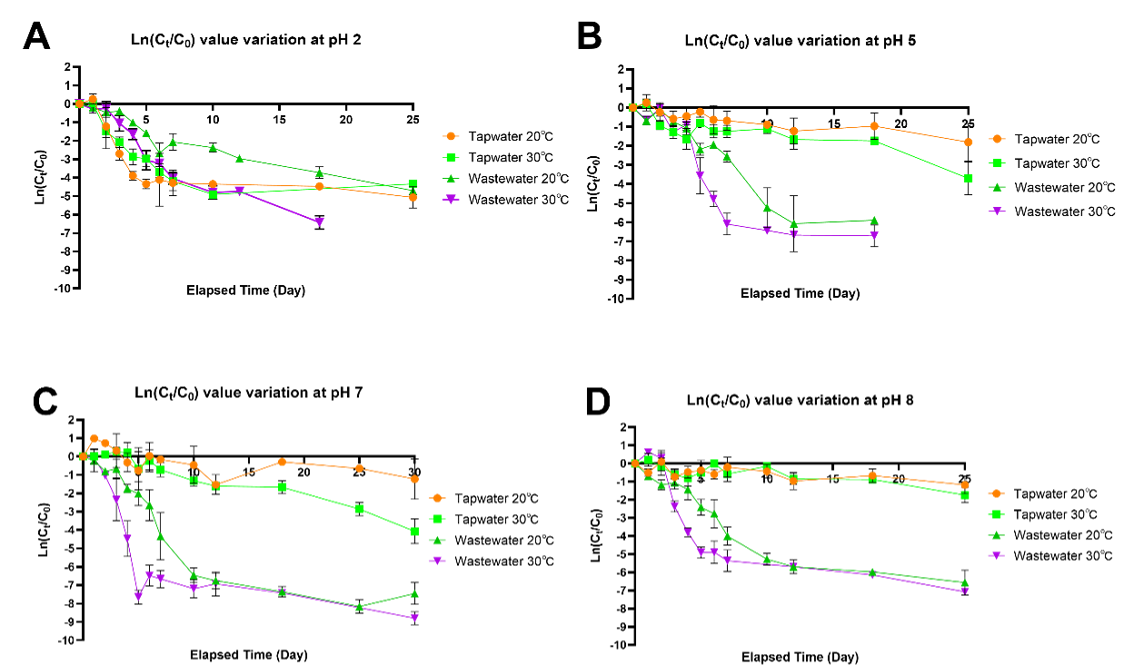 A
Ln(Ct/C0) value variation at pH 2
2
1
0
-1
-2
-3
-4
-5
-6
-7
-8
-9
-10
5
10
15
20
25
Ln(Ct/C0)
Elapsed Time (Day)
Tapwater 20°C
Tapwater 30°C
Wastewater 20°C
Wastewater 30°C
B
Ln(Ct/C0) value variation at pH 5
2
1
0
-1
-2
-3
-4
-5
-6
-7
-8
-9
-10
5
10
15
20
25
Ln(Ct/C0)
Elapsed Time (Day)
Tapwater 20°C
Tapwater 30°C
Wastewater 20°C
Wastewater 30°C
C
Ln(Ct/C0) value variation at pH 7
2
1
0
-1
-2
-3
-4
-5
-6
-7
-8
-9
-10
5
10
15
20
25
30
Ln(Ct/C0)
Elapsed Time (Day)
Tapwater 20°C
Tapwater 30°C
Wastewater 20°C
Wastewater 30°C
D
Ln(Ct/C0) value variation at pH 8
2
1
0
-1
-2
-3
-4
-5
-6
-7
-8
-9
-10
5
10
15
20
25
Ln(Ct/C0)
Elapsed Time (Day)
Tapwater 20°C
Tapwater 30°C
Wastewater 20°C
Wastewater 30°C